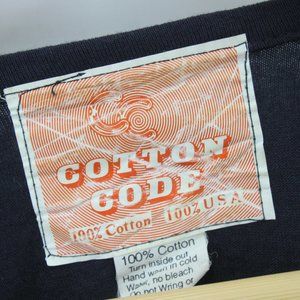 CC
COTTON
CODE
100% Cotton 100% USA
100% Cotton
Turn inside out
Hand wash in cold
Water, no bleach
Do not Wring or